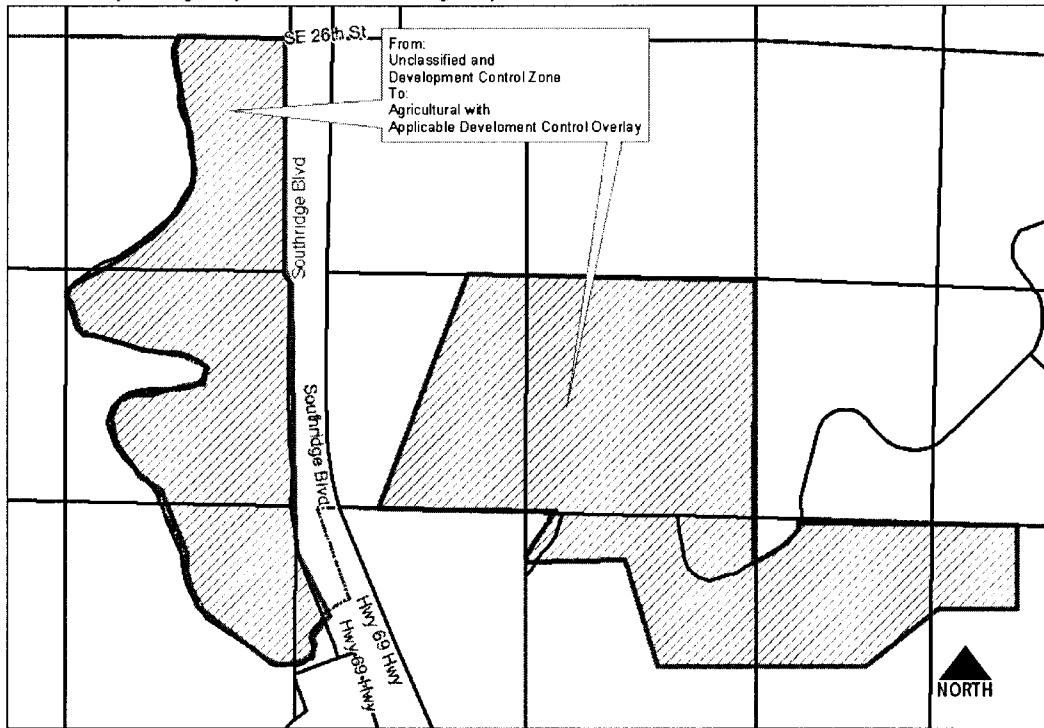 SE 26th St
From:
Unclassified and
Development Control Zone
To:
Agricultural with
Applicable Develoment Control Overlay
Southridge Blvd
Southridge Blvd.
Hwy 69
Hwy 69
Hwy
NORTH